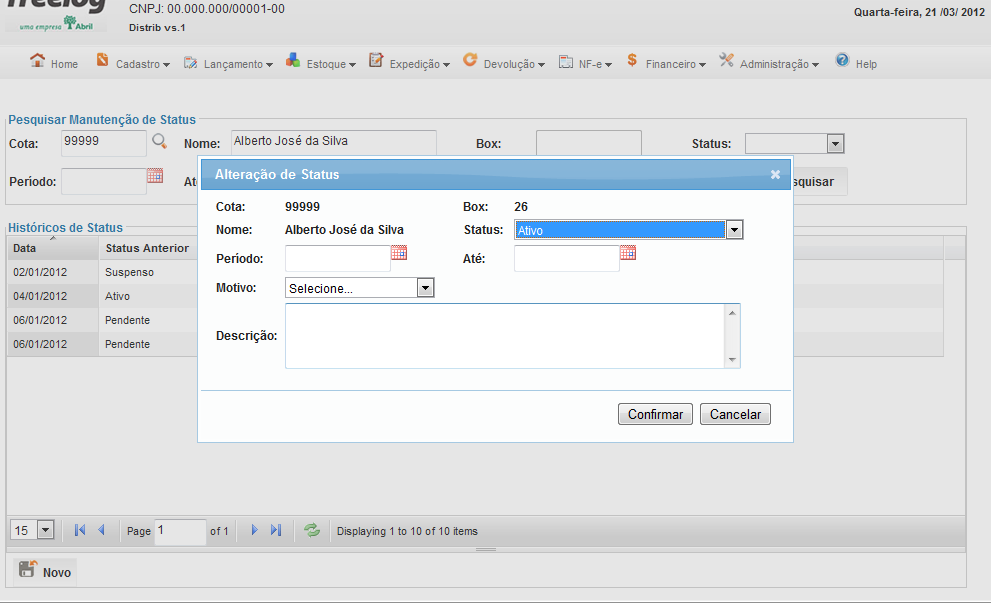 Treelog
CNPJ: 00.000.000/00001-00
uma empresa Abril
Distrib vs.1
Quarta-feira, 21 /03/ 2012
Home Cadastro Lançamento Estoque Expedição Devolução NF-e Financeiro Administração Help
Pesquisar Manutenção de Status
Cota: 99999 Nome: Alberto José da Silva Box: Status:
Período: At squisar
Alteração de Status
Cota: 99999 Box: 26
Nome: Alberto José da Silva Status: Ativo
Período: Até:
Motivo: Selecione...
Descrição:
Confirmar Cancelar
Históricos de Status
Data Status Anterior
02/01/2012 Suspenso
04/01/2012 Ativo
06/01/2012 Pendente
06/01/2012 Pendente
15 Page 1 of 1 Displaying 1 to 10 of 10 items
Novo